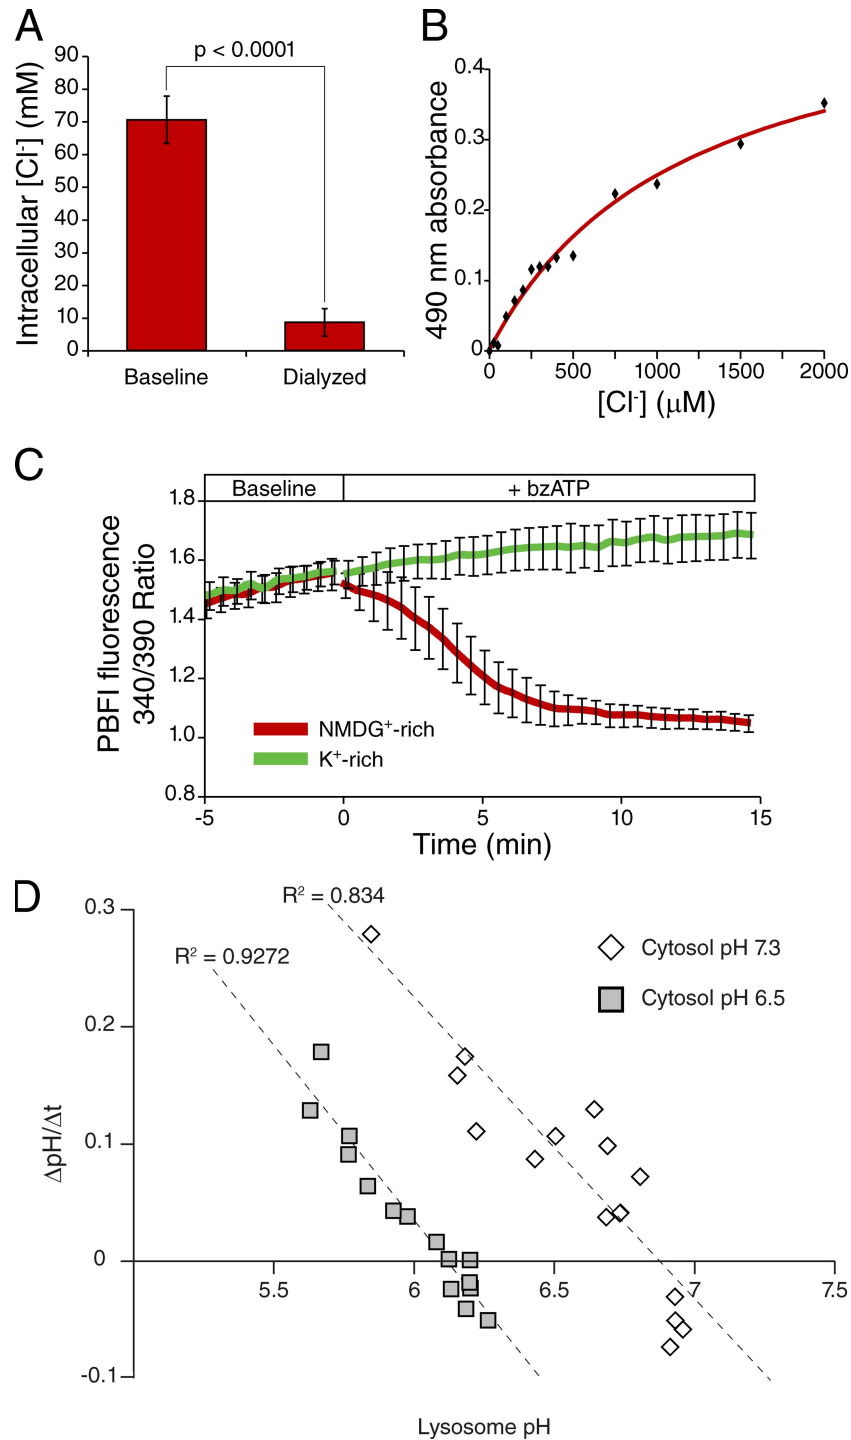 A
Intracellular [Cl-] (mM)
90
80
70
60
50
40
30
20
10
0
p < 0.0001
Baseline
Dialyzed
B
490 nm absorbance
0.4
0.3
0.2
0.1
0
0
500
1000
1500
2000
[Cl-] (μM)
C
PBFI fluorescence
340/390 Ratio
Baseline
+ bzATP
1.8
1.6
1.4
1.2
1.0
0.8
NMDG+-rich
K+-rich
-5
0
5
10
15
Time (min)
D
ΔpH/Δt
0.3
0.2
0.1
0
-0.1
R2 = 0.834
R2 = 0.9272
Cytosol pH 7.3
Cytosol pH 6.5
5.5
6
6.5
7
7.5
Lysosome pH